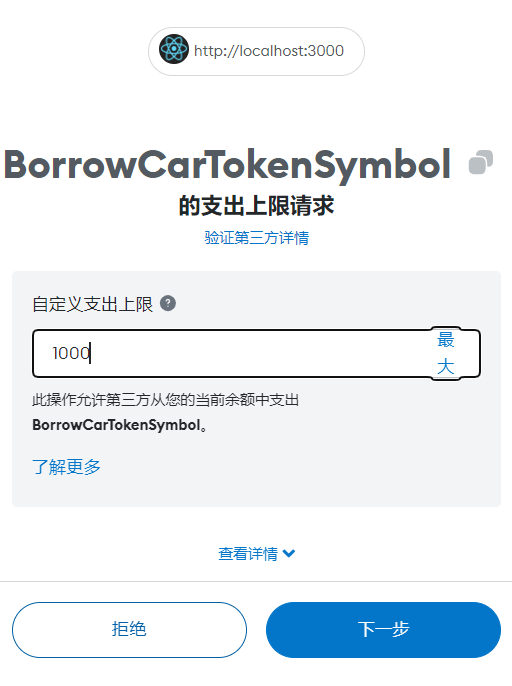 http://localhost:3000
BorrowCarTokenSymbol
的支出上限请求
验证第三方详情
自定义支出上限 ?
1000
最
大
此操作允许第三方从您的当前余额中支出
BorrowCarTokenSymbol。
了解更多
查看详情
拒绝
下一步